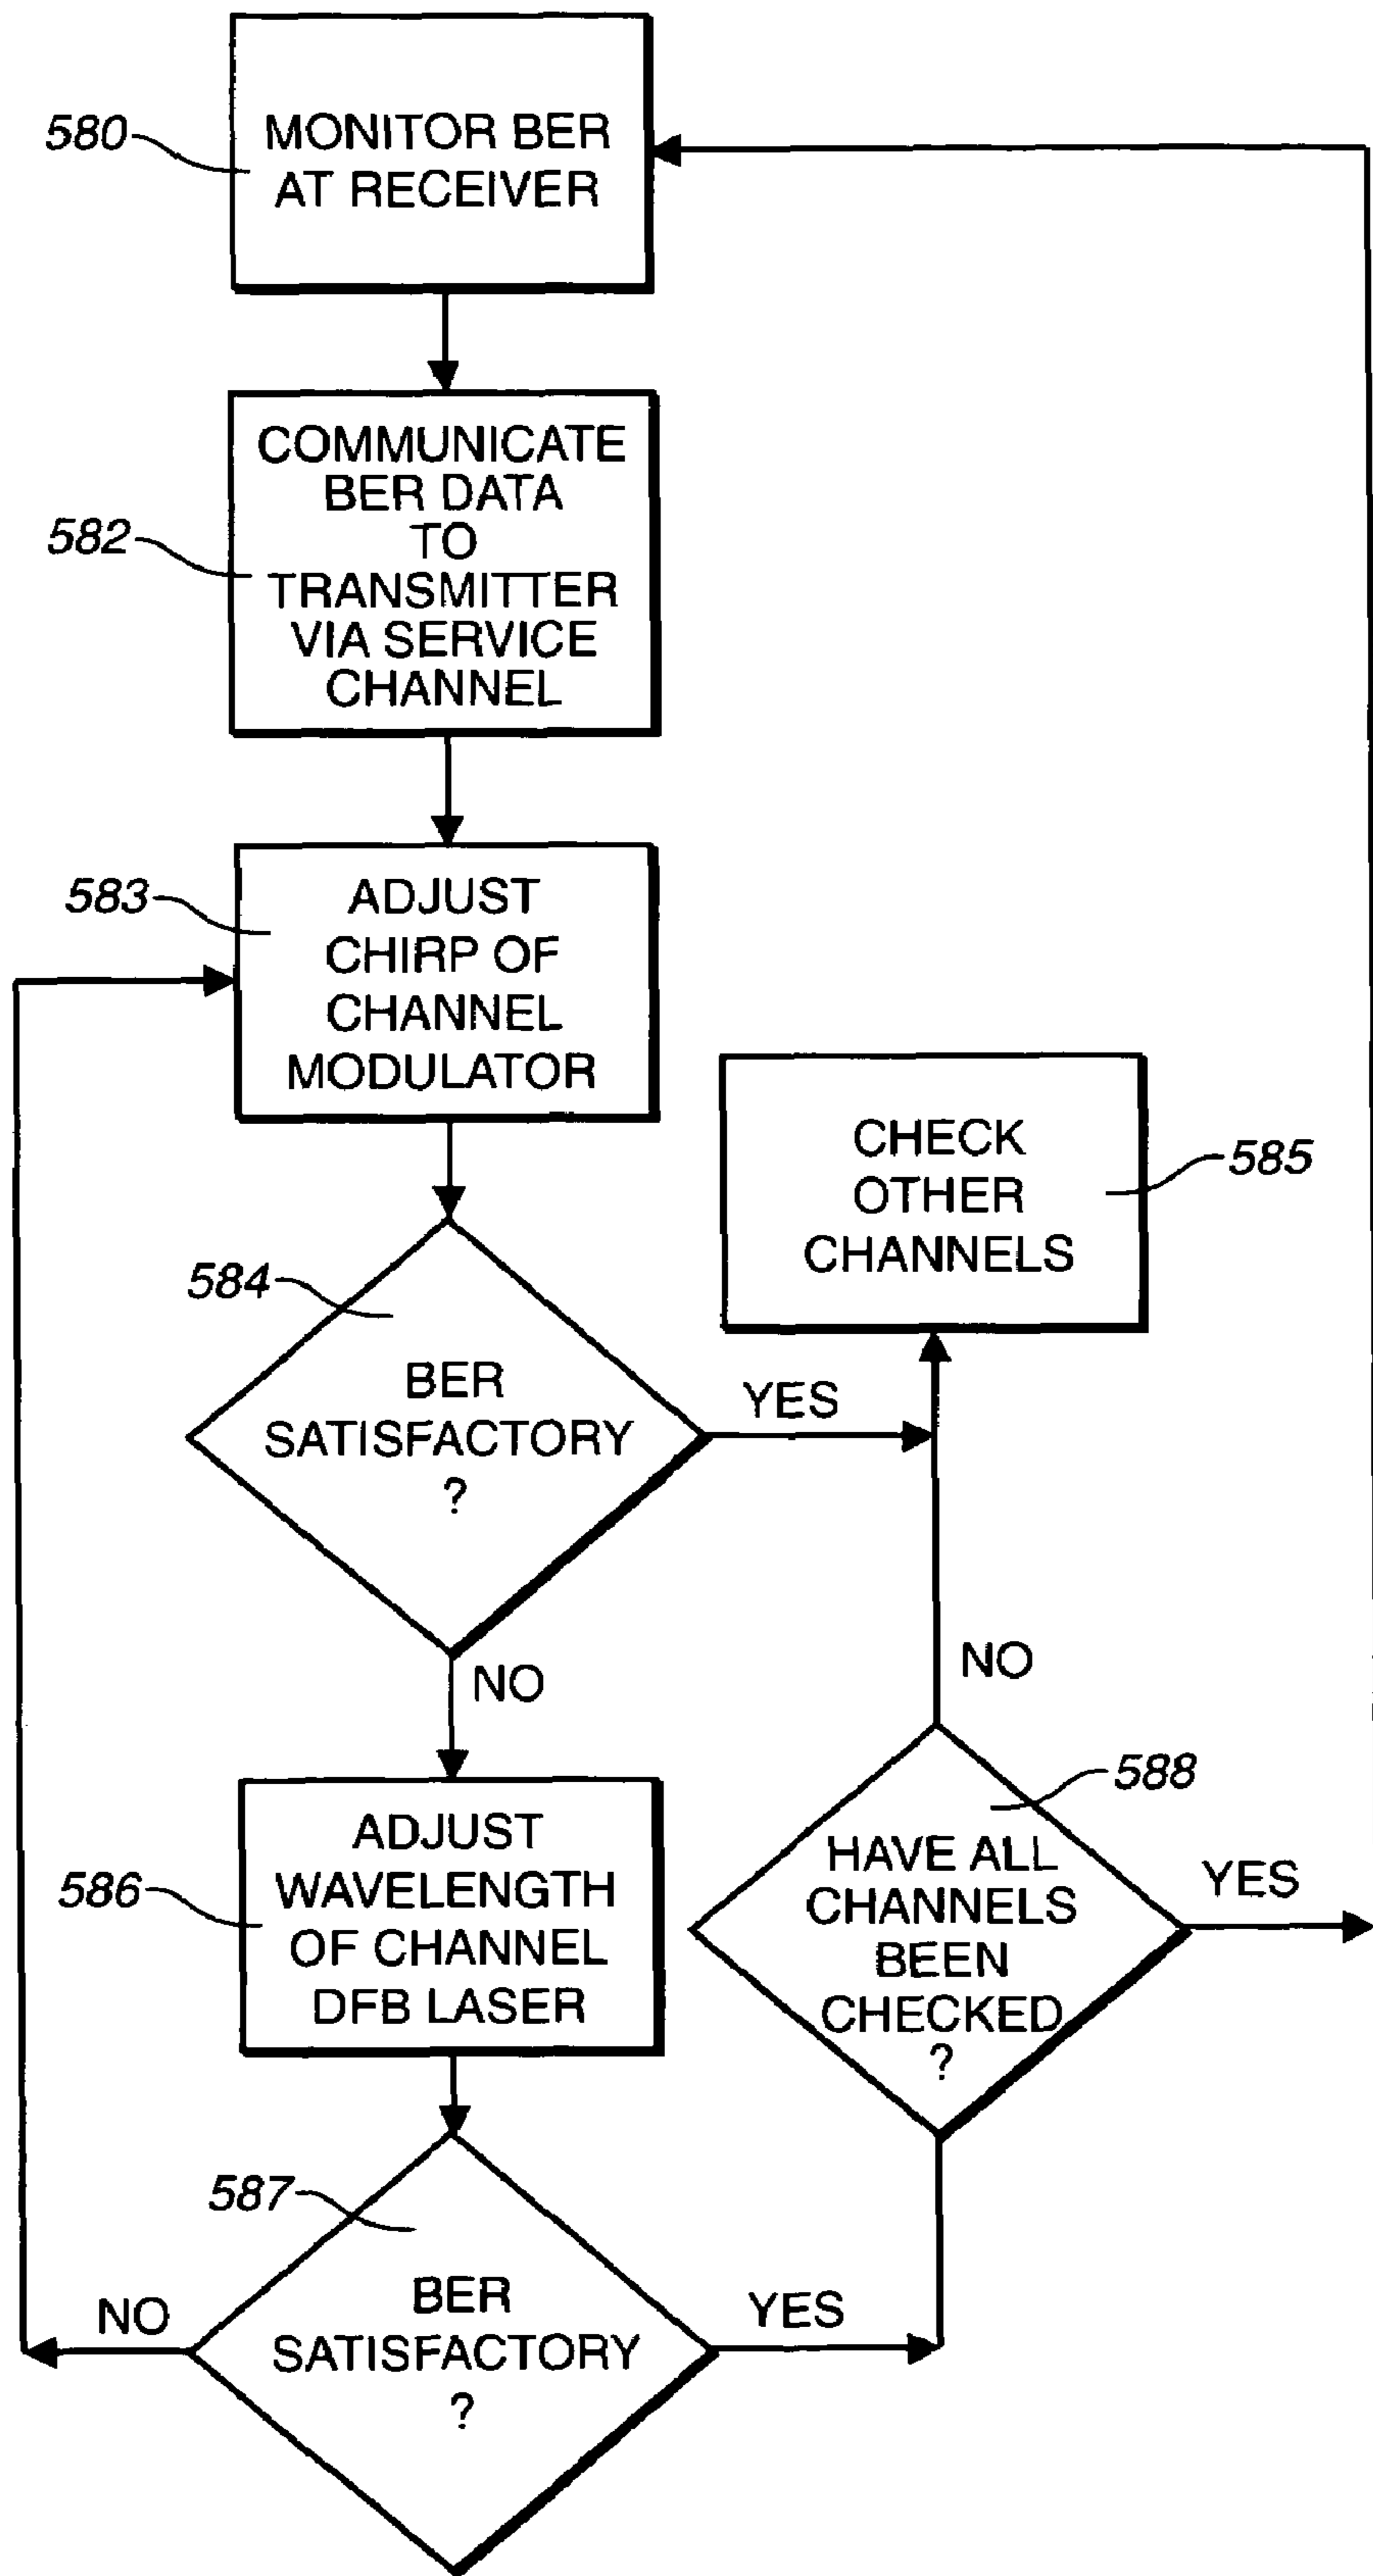 580
MONITOR BER
AT RECEIVER
582
COMMUNICATE
BER DATA
TO
TRANSMITTER
VIA SERVICE
CHANNEL
583
ADJUST
CHIRP OF
CHANNEL
MODULATOR
CHECK
OTHER
CHANNELS
585
584
BER
SATISFACTORY
?
YES
NO
586
ADJUST
WAVELENGTH
OF CHANNEL
DFB LASER
NO
588
HAVE ALL
CHANNELS
BEEN
CHECKED
?
YES
587
BER
SATISFACTORY
?
NO
YES